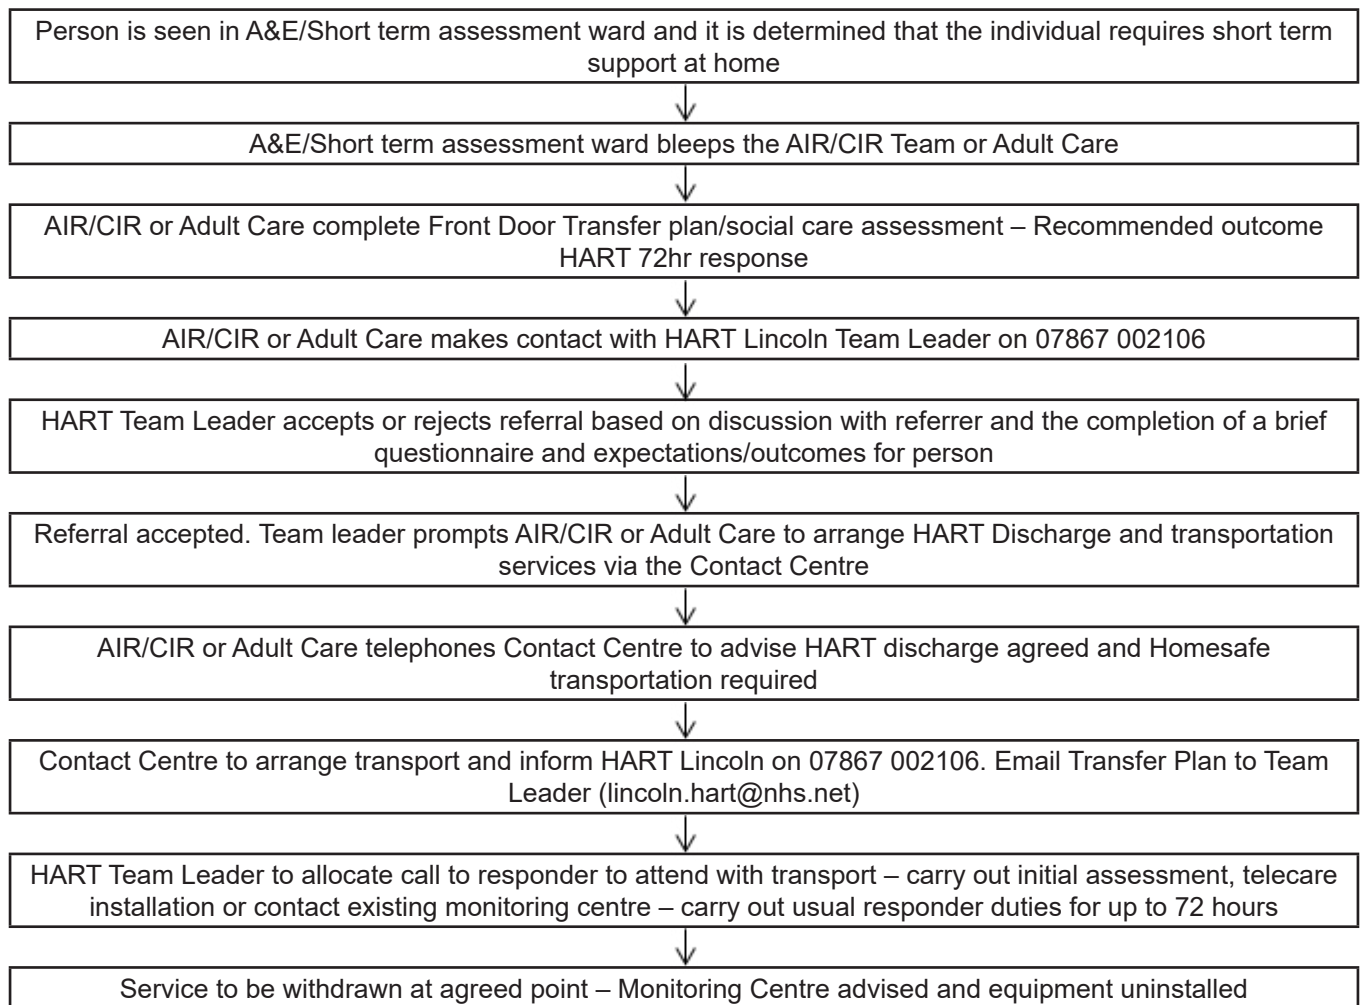 Person is seen in A&E/Short term assessment ward and it is determined that the individual requires short term
support at home
A&E/Short term assessment ward bleeps the AIR/CIR Team or Adult Care
AIR/CIR or Adult Care complete Front Door Transfer plan/social care assessment – Recommended outcome
HART 72hr response
AIR/CIR or Adult Care makes contact with HART Lincoln Team Leader on 07867 002106
HART Team Leader accepts or rejects referral based on discussion with referrer and the completion of a brief
questionnaire and expectations/outcomes for person
Referral accepted. Team leader prompts AIR/CIR or Adult Care to arrange HART Discharge and transportation
services via the Contact Centre
AIR/CIR or Adult Care telephones Contact Centre to advise HART discharge agreed and Homesafe
transportation required
Contact Centre to arrange transport and inform HART Lincoln on 07867 002106. Email Transfer Plan to Team
Leader (lincoln.hart@nhs.net)
HART Team Leader to allocate call to responder to attend with transport – carry out initial assessment, telecare
installation or contact existing monitoring centre – carry out usual responder duties for up to 72 hours
Service to be withdrawn at agreed point – Monitoring Centre advised and equipment uninstalled